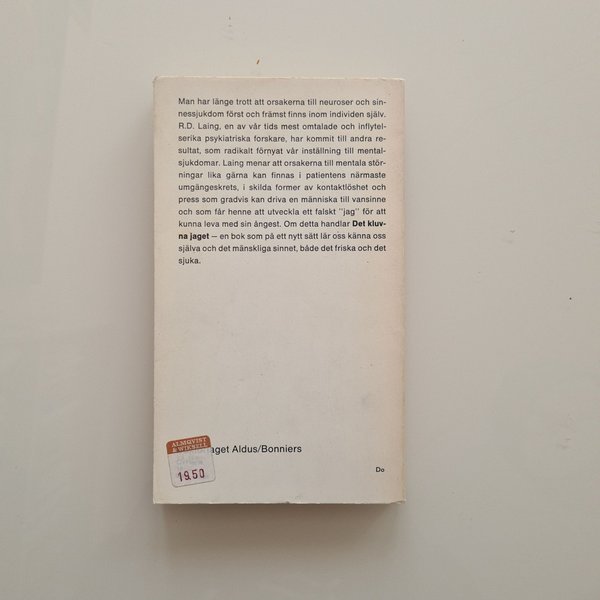 Man har länge trott att orsakerna till neuroser och sin-
nessjukdom först och främst finns inom individen själv.
R.D. Laing, en av vår tids mest omtalade och inflytel-
serika psykiatriska forskare, har kommit till andra re-
sultat, som radikalt förnyat vår inställning till mental-
sjukdomar. Laing menar att orsakerna till mentala stör-
ningar lika gärna kan finnas i patientens närmaste
umgängeskrets, i skilda former av kontaktlöshet och
press som gradvis kan driva en människa till vansinne
och som får henne att utveckla ett falskt "jag" för att
kunna leva med sin ångest. Om detta handlar Det kluv-
na jaget – en bok som på ett nytt sätt lär oss känna oss
själva och det mänskliga sinnet, både det friska och det
sjuka.
ALMQVIST
& WIKSELL
aget Aldus/Bonniers
19.50
Do